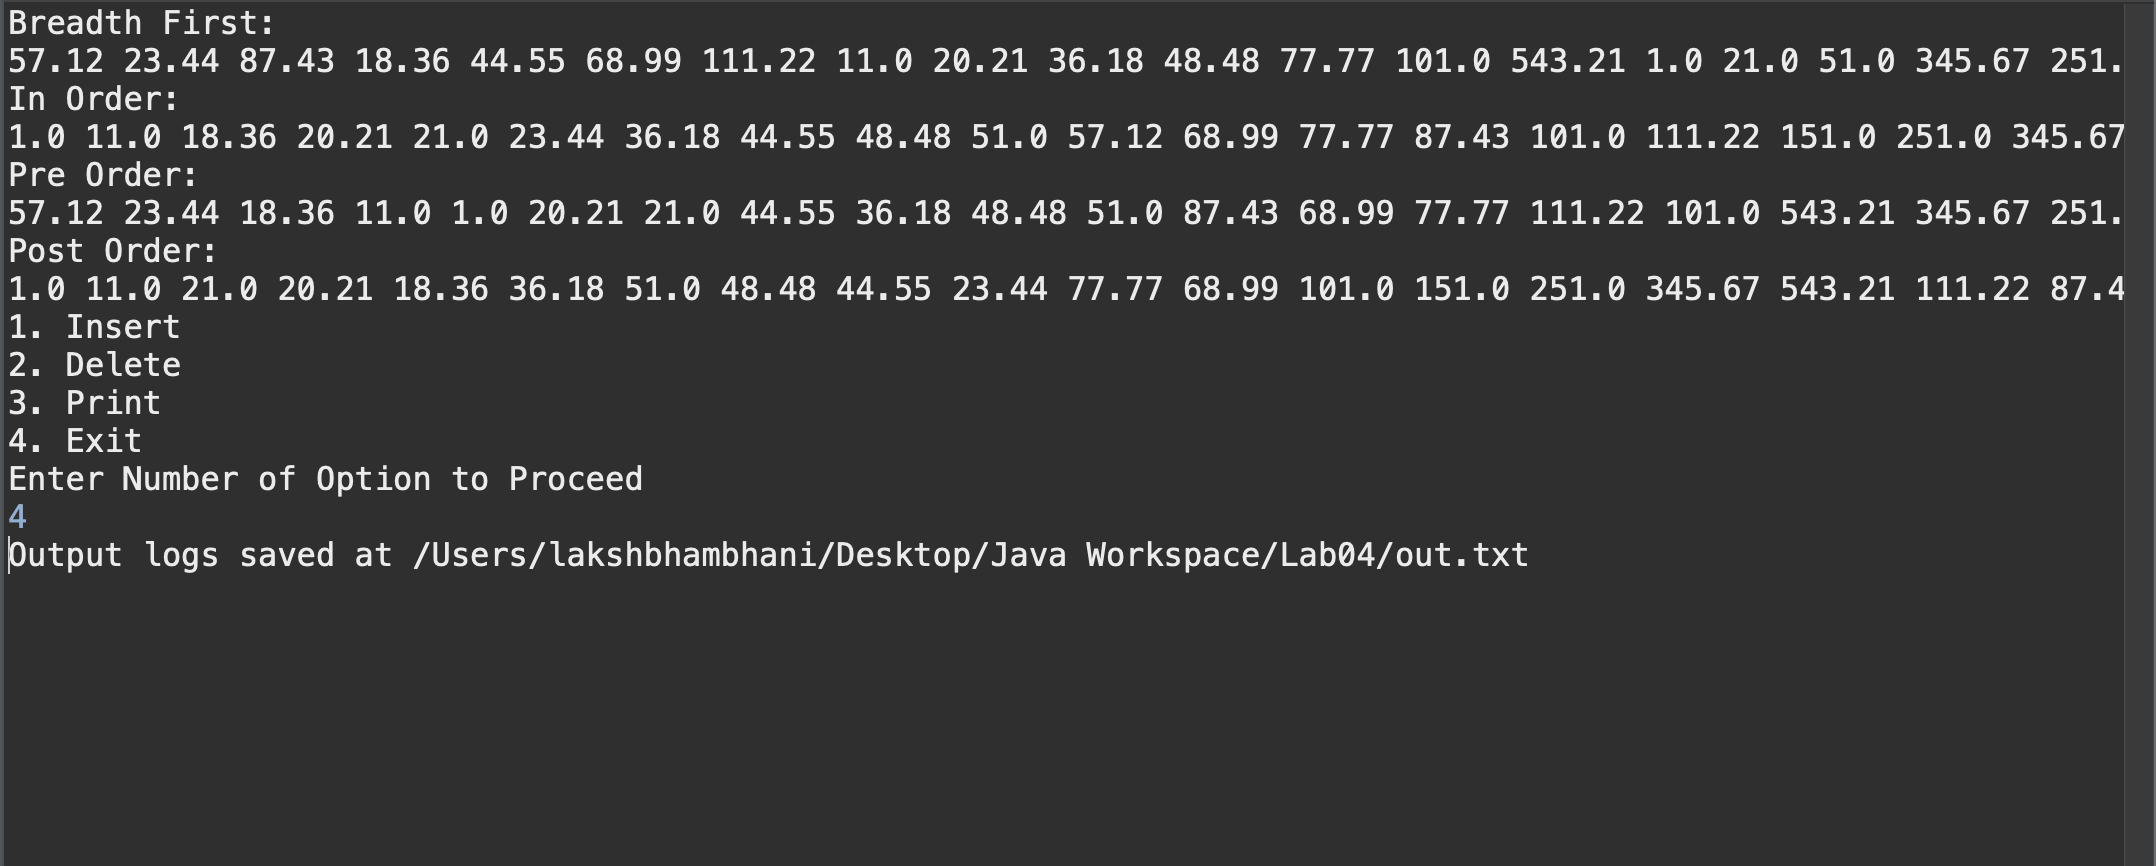 Breadth First:
57.12 23.44 87.43 18.36 44.55 68.99 111.22 11.0 20.21 36.18 48.48 77.77 101.0 543.21 1.0 21.0 51.0 345.67 251.
In Order:
1.0 11.0 18.36 20.21 21.0 23.44 36.18 44.55 48.48 51.0 57.12 68.99 77.77 87.43 101.0 111.22 151.0 251.0 345.67
Pre Order:
57.12 23.44 18.36 11.0 1.0 20.21 21.0 44.55 36.18 48.48 51.0 87.43 68.99 77.77 111.22 101.0 543.21 345.67 251.
Post Order:
1.0 11.0 21.0 20.21 18.36 36.18 51.0 48.48 44.55 23.44 77.77 68.99 101.0 151.0 251.0 345.67 543.21 111.22 87.4
1. Insert
2. Delete
3. Print
4. Exit
Enter Number of Option to Proceed
4
Output logs saved at /Users/lakshbhambhani/Desktop/Java Workspace/Lab04/out.txt